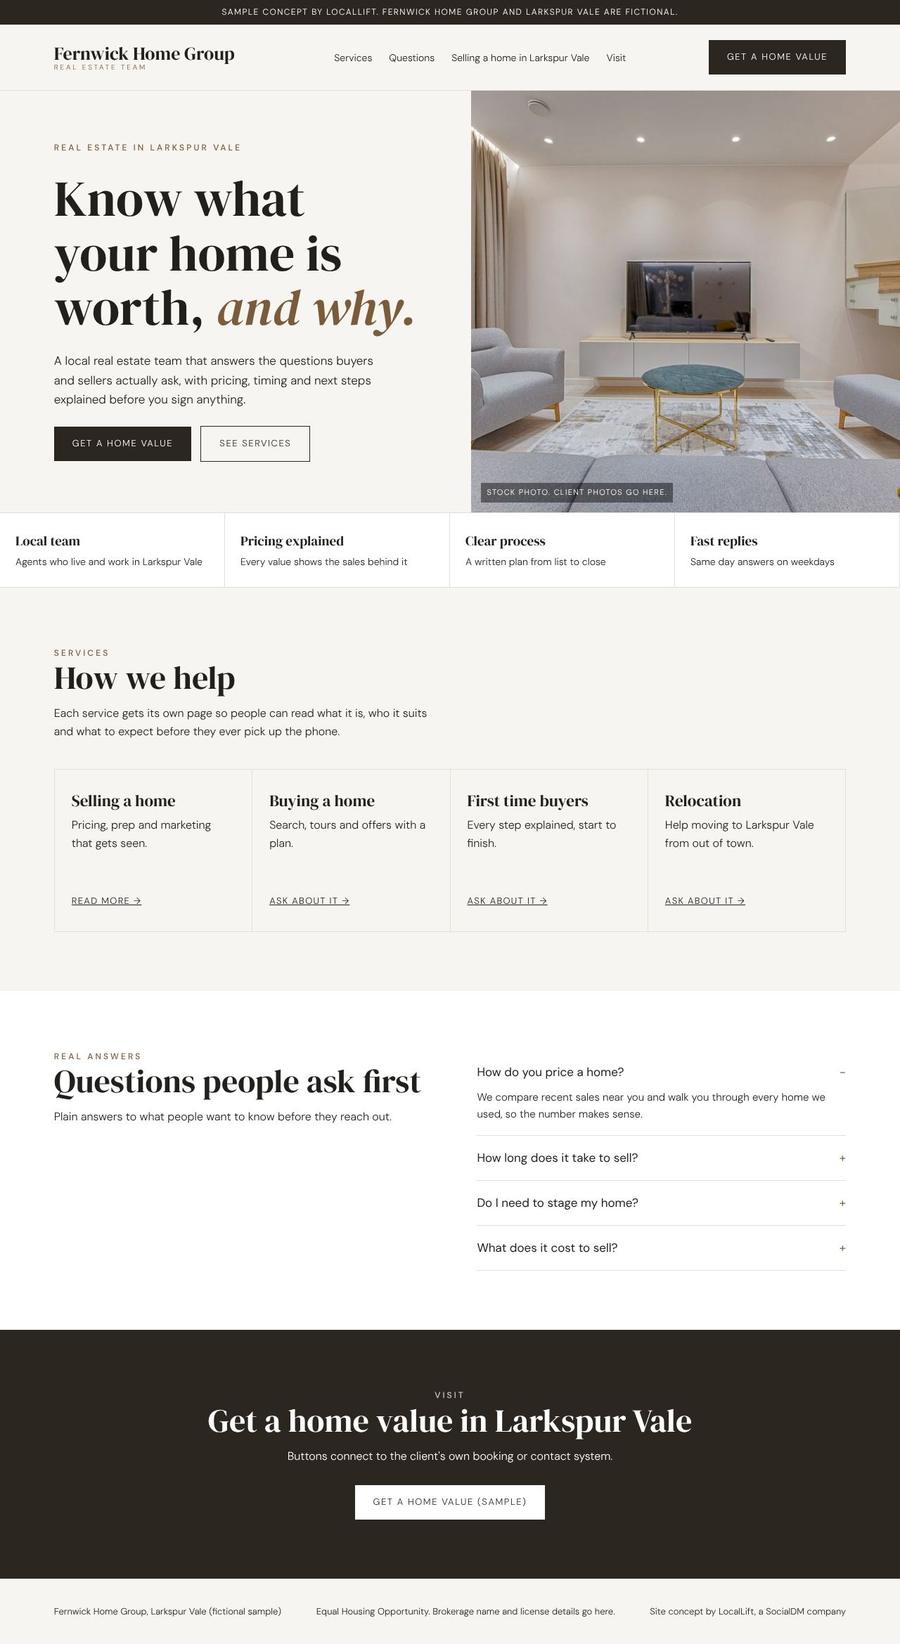 SAMPLE CONCEPT BY LOCALLIFT. FERNWICK HOME GROUP AND LARKSPUR VALE ARE FICTIONAL.
Fernwick Home Group
REAL ESTATE TEAM
Services Questions Selling a home in Larkspur Vale Visit
GET A HOME VALUE
REAL ESTATE IN LARKSPUR VALE
Know what
your home is
worth, and why.
A local real estate team that answers the questions buyers
and sellers actually ask, with pricing, timing and next steps
explained before you sign anything.
GET A HOME VALUE
SEE SERVICES
STOCK PHOTO. CLIENT PHOTOS GO HERE.
Local team
Agents who live and work in Larkspur Vale
Pricing explained
Every value shows the sales behind it
Clear process
A written plan from list to close
Fast replies
Same day answers on weekdays
SERVICES
How we help
Each service gets its own page so people can read what it is, who it suits
and what to expect before they ever pick up the phone.
Selling a home
Pricing, prep and marketing
that gets seen.
READ MORE →
Buying a home
Search, tours and offers with a
plan.
ASK ABOUT IT →
First time buyers
Every step explained, start to
finish.
ASK ABOUT IT →
Relocation
Help moving to Larkspur Vale
from out of town.
ASK ABOUT IT →
REAL ANSWERS
Questions people ask first
Plain answers to what people want to know before they reach out.
How do you price a home? −
We compare recent sales near you and walk you through every home we
used, so the number makes sense.
How long does it take to sell? +
Do I need to stage my home? +
What does it cost to sell? +
VISIT
Get a home value in Larkspur Vale
Buttons connect to the client's own booking or contact system.
GET A HOME VALUE (SAMPLE)
Fernwick Home Group, Larkspur Vale (fictional sample)
Equal Housing Opportunity. Brokerage name and license details go here.
Site concept by LocalLift, a SocialDM company